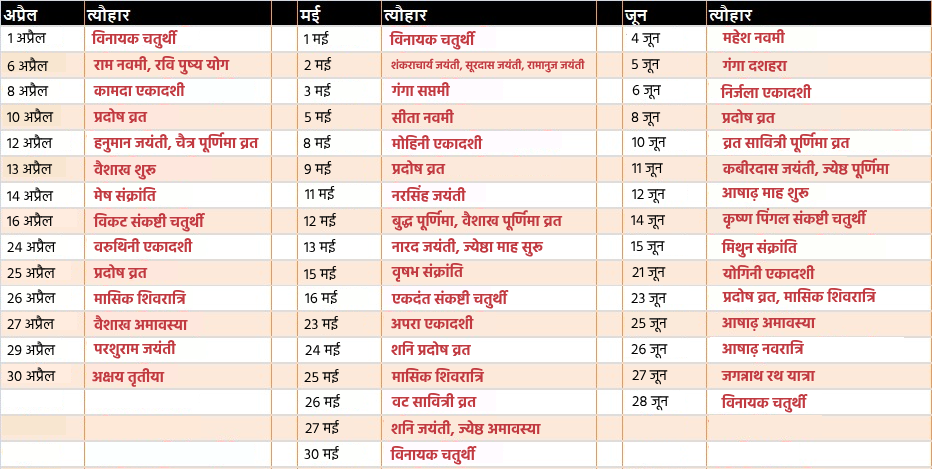 अप्रैल त्यौहार मई त्यौहार जून त्यौहार
1 अप्रैल विनायक चतुर्थी 1 मई विनायक चतुर्थी 4 जून महेश नवमी
6 अप्रैल राम नवमी, रवि पुष्य योग 2 मई शंकराचार्य जयंती, सूरदास जयंती, रामानुज जयंती 5 जून गंगा दशहरा
8 अप्रैल कामदा एकादशी 3 मई गंगा सप्तमी 6 जून निर्जला एकादशी
10 अप्रैल प्रदोष व्रत 5 मई सीता नवमी 8 जून प्रदोष व्रत
12 अप्रैल हनुमान जयंती, चैत्र पूर्णिमा व्रत 8 मई मोहिनी एकादशी 10 जून व्रत सावित्री पूर्णिमा व्रत
13 अप्रैल वैशाख शुरू 9 मई प्रदोष व्रत 11 जून कबीरदास जयंती, ज्येष्ठ पूर्णिमा
14 अप्रैल मेष संक्रांति 11 मई नरसिंह जयंती 12 जून आषाढ़ माह शुरू
16 अप्रैल विकट संकष्टी चतुर्थी 12 मई बुद्ध पूर्णिमा, वैशाख पूर्णिमा व्रत 14 जून कृष्ण पिंगल संकष्टी चतुर्थी
24 अप्रैल वरुथिनी एकादशी 13 मई नारद जयंती, ज्येष्ठा माह सुरू 15 जून मिथुन संक्रांति
25 अप्रैल प्रदोष व्रत 15 मई वृषभ संक्रांति 21 जून योगिनी एकादशी
26 अप्रैल मासिक शिवरात्रि 16 मई एकदंत संकष्टी चतुर्थी 23 जून प्रदोष व्रत, मासिक शिवरात्रि
27 अप्रैल वैशाख अमावस्या 23 मई अपरा एकादशी 25 जून आषाढ़ अमावस्या
29 अप्रैल परशुराम जयंती 24 मई शनि प्रदोष व्रत 26 जून आषाढ़ नवरात्रि
30 अप्रैल अक्षय तृतीया 25 मई मासिक शिवरात्रि 27 जून जगन्नाथ रथ यात्रा
26 मई वट सावित्री व्रत 28 जून विनायक चतुर्थी
27 मई शनि जयंती, ज्येष्ठ अमावस्या
30 मई विनायक चतुर्थी